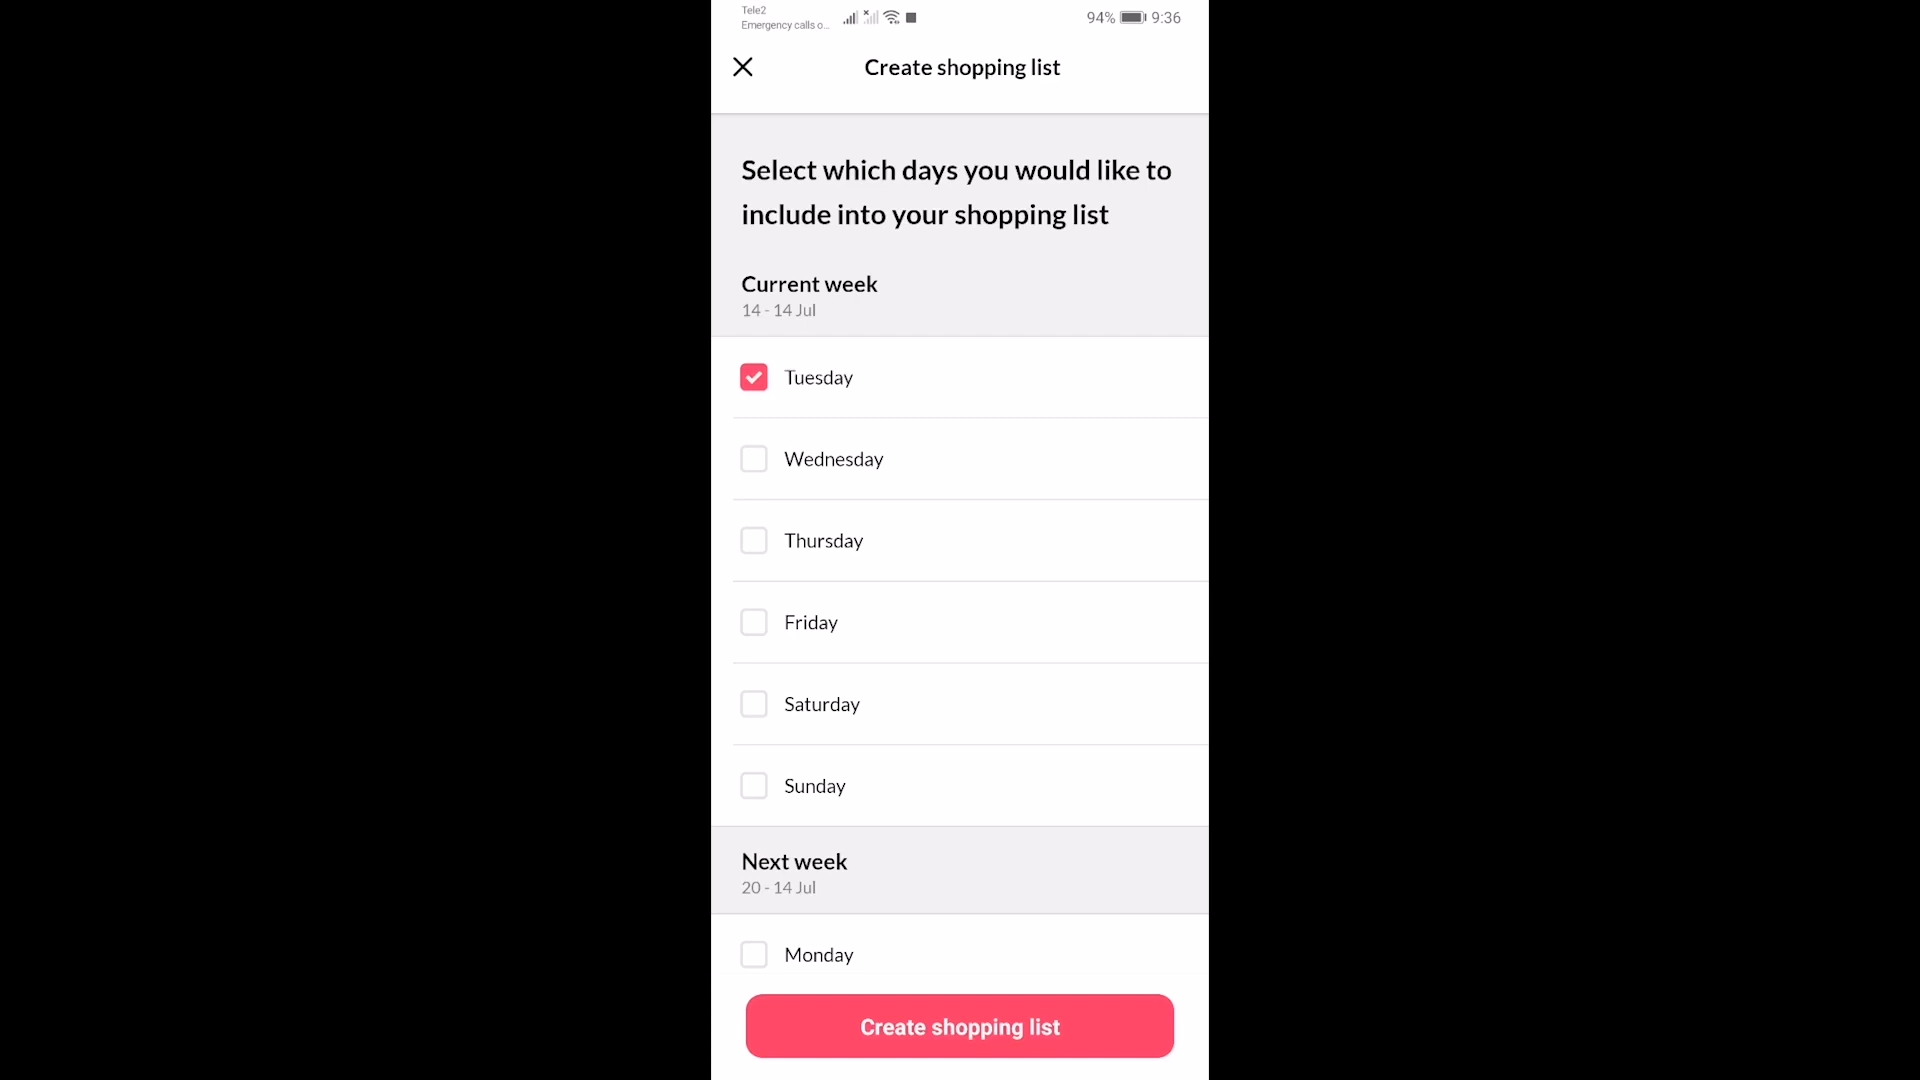 Tele2
Emergency calls o...
94% 9:36
Create shopping list
Select which days you would like to
include into your shopping list
Current week
14 - 14 Jul
Tuesday
Wednesday
Thursday
Friday
Saturday
Sunday
Next week
20 - 14 Jul
Monday
Create shopping list